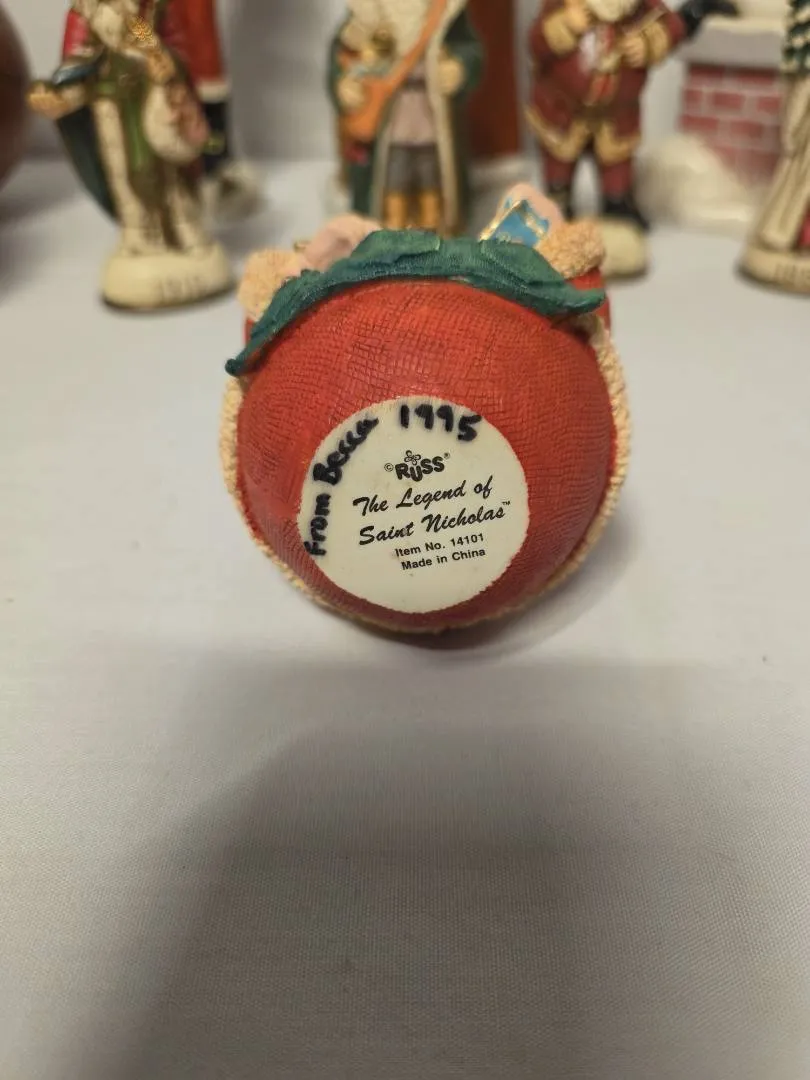 From Becca 1995
© RUSS®
The Legend of
Saint Nicholas™
Item No. 14101
Made in China